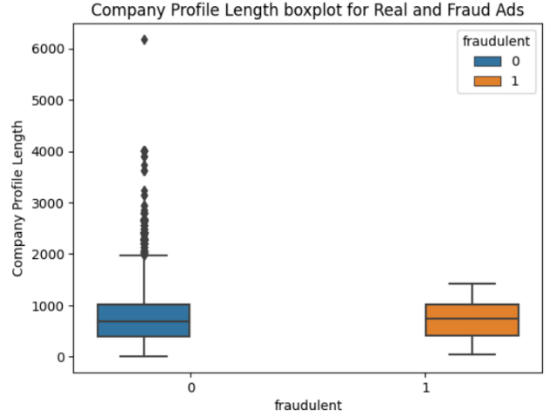 Company Profile Length boxplot for Real and Fraud Ads
fraudulent
0
1
Company Profile Length
6000
5000
4000
3000
2000
1000
0
0
1
fraudulent